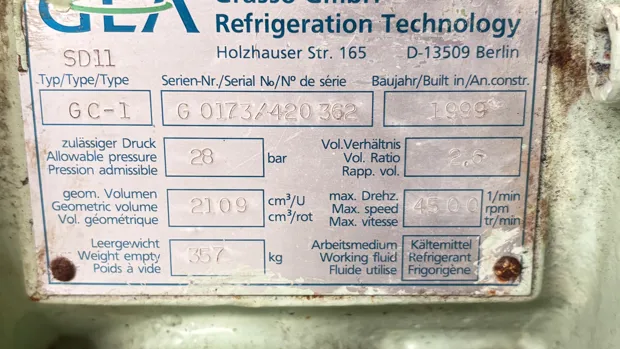 GEA Grasso GmbH
Refrigeration Technology
Holzhauser Str. 165 D-13509 Berlin
SD11
Typ/Type/Type Serien-Nr./Serial No/N° de série Baujahr/Built in/An.constr.
GC-1 G 0173/420 362 1999
zulässiger Druck Vol.Verhältnis
Allowable pressure 28 bar Vol. Ratio
Pression admissible Rapp. vol.
geom. Volumen cm³/U max. Drehz. 1/min
Geometric volume 2109 Max. speed 4500 rpm
Vol. géométrique cm³/rot Max. vitesse tr/min
Leergewicht Arbeitsmedium Kältemittel
Weight empty 357 kg Working fluid Refrigerant
Poids à vide Fluide utilise Frigorigène